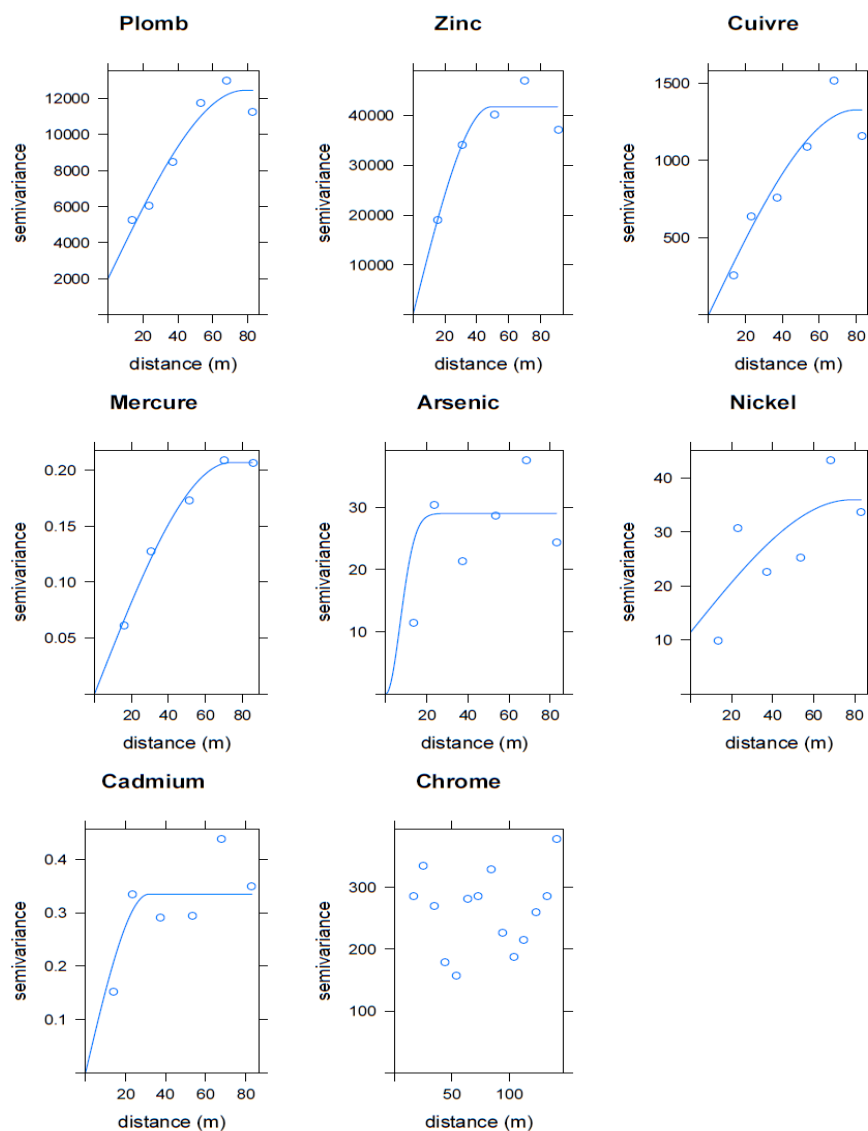 Plomb
Zinc
Cuivre
12000
10000
8000
6000
4000
2000
semivariance
20 40 60 80
distance (m)
40000
30000
20000
10000
semivariance
20 40 60 80
distance (m)
1500
1000
500
semivariance
20 40 60 80
distance (m)
Mercure
Arsenic
Nickel
0.20
0.15
0.10
0.05
semivariance
20 40 60 80
distance (m)
30
20
10
semivariance
20 40 60 80
distance (m)
40
30
20
10
semivariance
20 40 60 80
distance (m)
Cadmium
Chrome
0.4
0.3
0.2
0.1
semivariance
20 40 60 80
distance (m)
300
200
100
semivariance
50 100
distance (m)